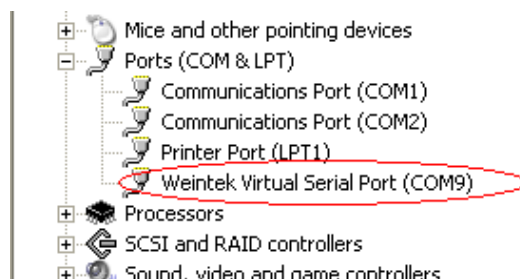 Mice and other pointing devices
Ports (COM & LPT)
Communications Port (COM1)
Communications Port (COM2)
Printer Port (LPT1)
Weintek Virtual Serial Port (COM9)
Processors
SCSI and RAID controllers
Sound, video and game controllers